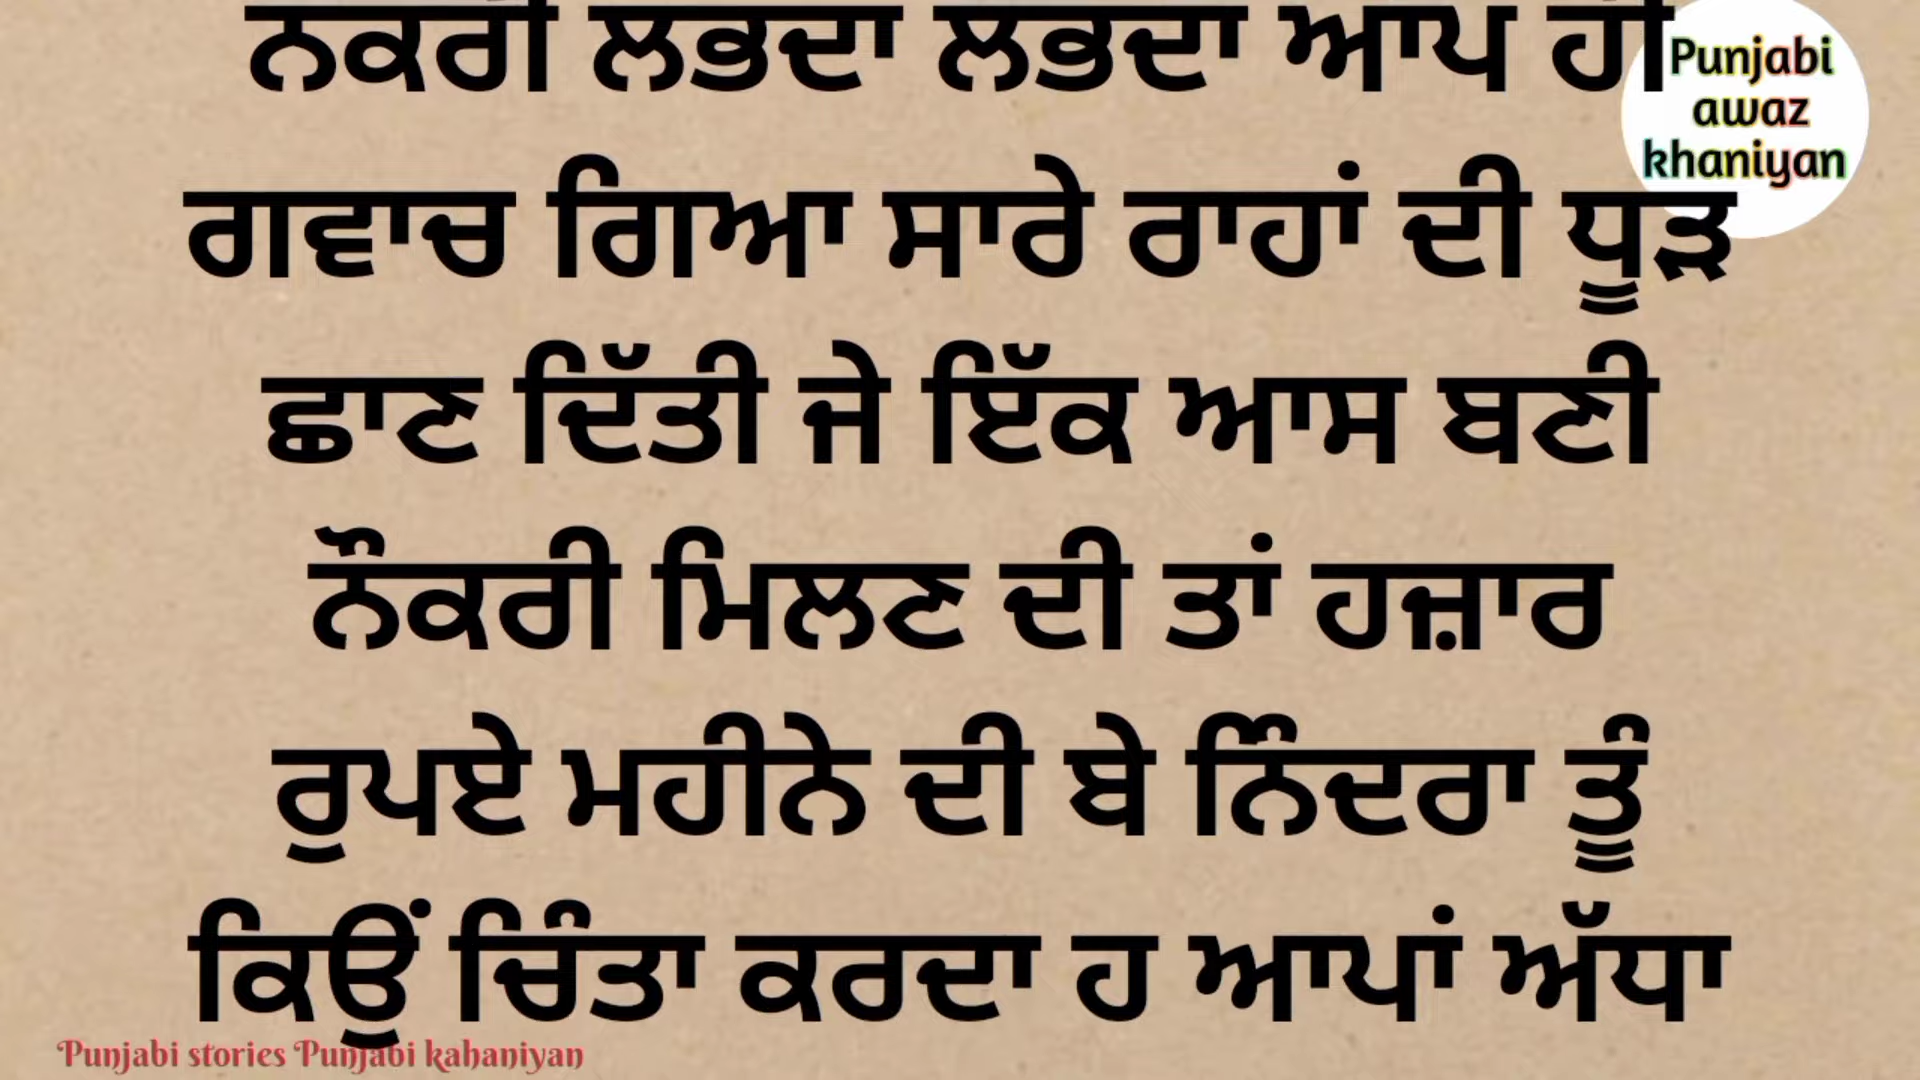 ਨੌਕਰੀ ਲਭਦਾ ਲਭਦਾ ਆਪ ਹੀ
Punjabi
awaz
khaniyan
ਗਵਾਚ ਗਿਆ ਸਾਰੇ ਰਾਹਾਂ ਦੀ ਧੂੜ
ਛਾਣ ਦਿੱਤੀ ਜੇ ਇੱਕ ਆਸ ਬਣੀ
ਨੌਕਰੀ ਮਿਲਣ ਦੀ ਤਾਂ ਹਜ਼ਾਰ
ਰੁਪਏ ਮਹੀਨੇ ਦੀ ਬੇ ਨਿੰਦਰਾ ਤੂੰ
ਕਿਉਂ ਚਿੰਤਾ ਕਰਦਾ ਹ ਆਪਾਂ ਅੱਧਾ
Punjabi stories Punjabi kahaniyan